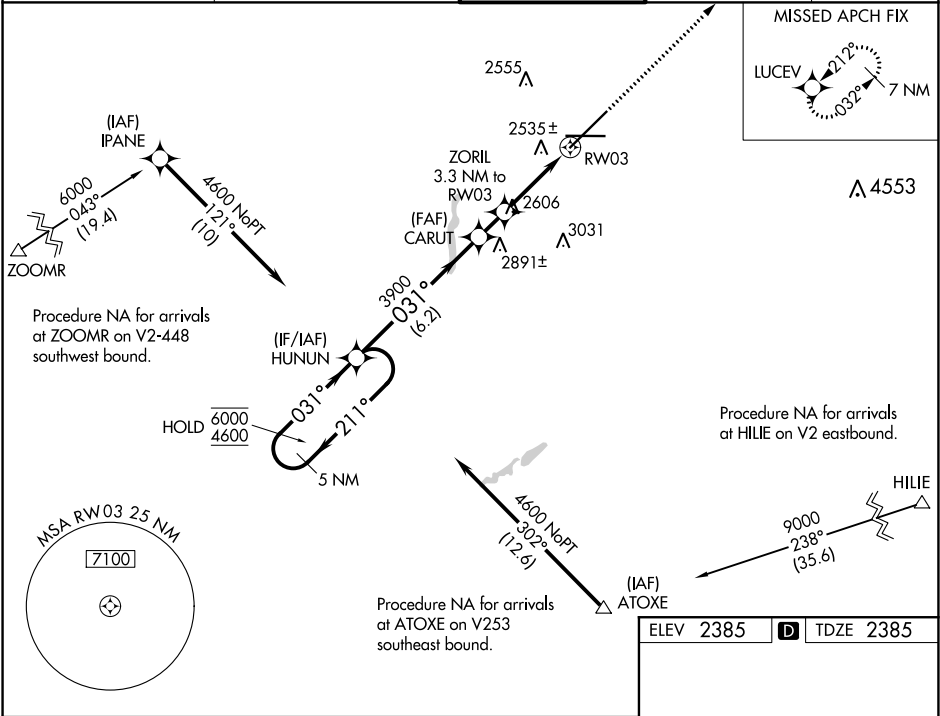 MISSED APCH FIX
LUCEV
212°
032°
7 NM
2555
2535±
RW03
ZORIL
3.3 NM to
RW03
2606
4553
(IAF)
IPANE
6000
043°
(19.4)
ZOOMR
4600 NoPT
121°
(10)
(FAF)
CARUT
3031
2891±
Procedure NA for arrivals
at ZOOMR on V2-448
southwest bound.
3900
031°
(6.2)
(IF/IAF)
HUNUN
031°
211°
HOLD
6000
4600
5 NM
Procedure NA for arrivals
at HILIE on V2 eastbound.
HILIE
9000
238°
(35.6)
4600 NoPT
302°
(12.6)
(IAF)
ATOXE
MSA RW03 25 NM
7100
Procedure NA for arrivals
at ATOXE on V253
southeast bound.
ELEV 2385 D TDZE 2385